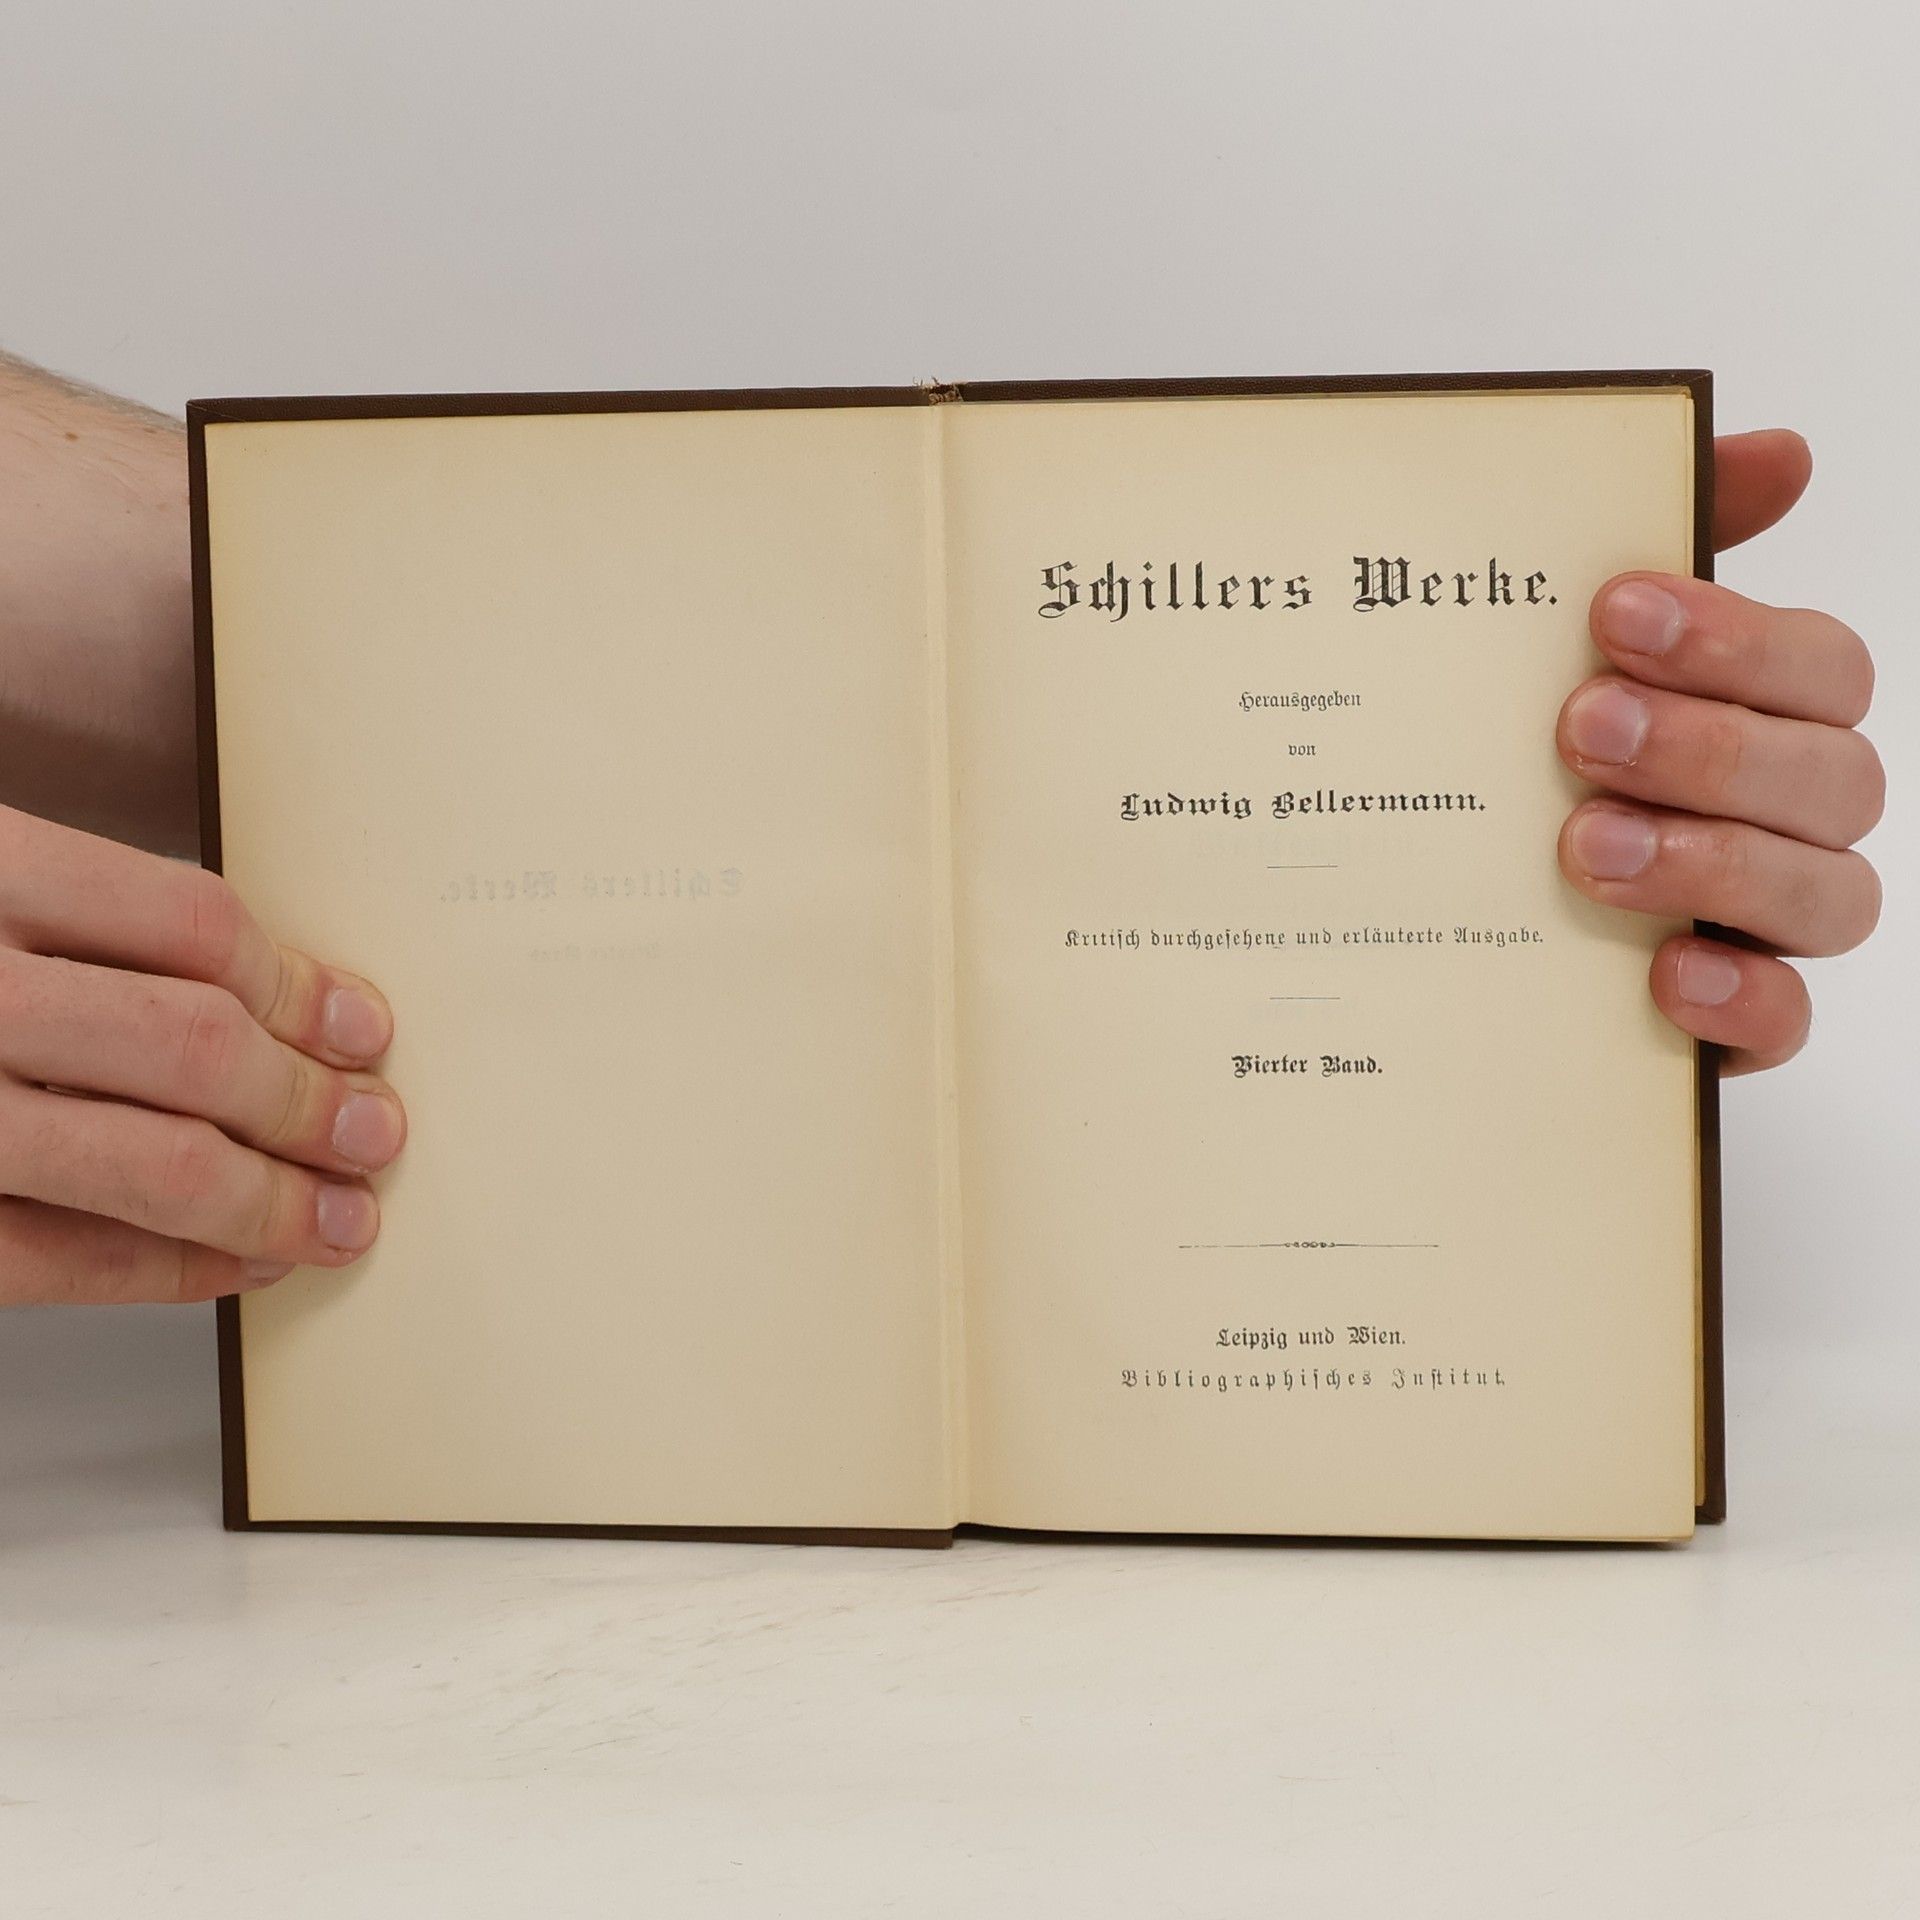 Schillers Werke.
Herausgegeben
von
Ludwig Bellermann.
Kritisch durchgesehene und erläuterte Ausgabe.
Vierter Band.
Leipzig und Wien.
Bibliographisches Institut.